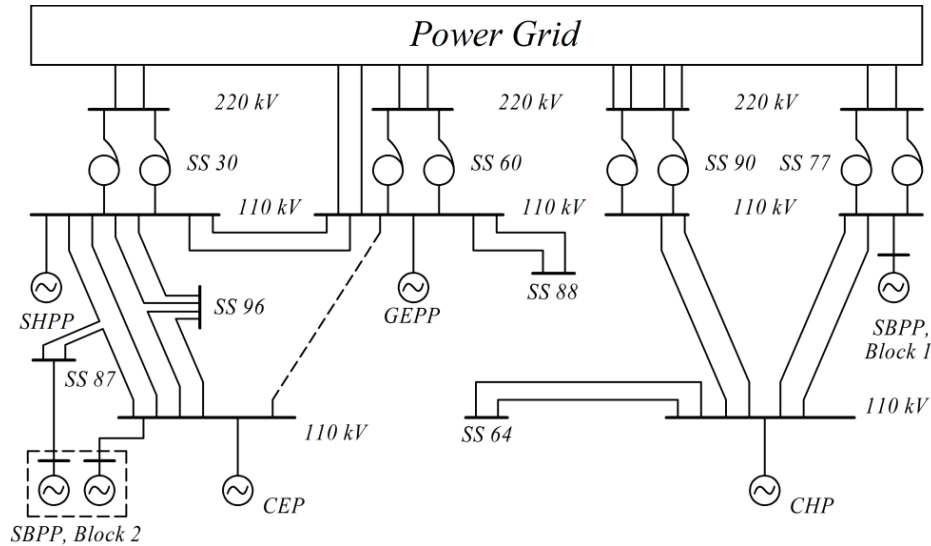 Power Grid
220 kV
220 kV
220 kV
SS 30
SS 60
SS 90
SS 77
110 kV
110 kV
110 kV
SHPP
SS 96
GEPP
SS 88
SBPP,
Block 1
SS 87
110 kV
SS 64
110 kV
CEP
CHP
SBPP, Block 2